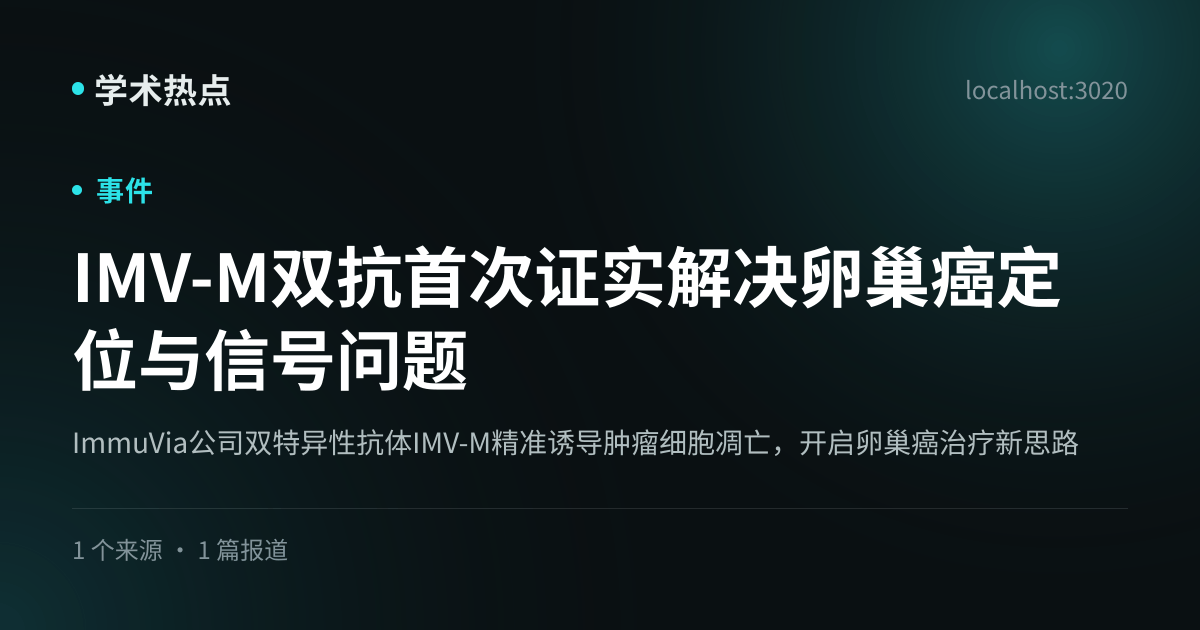 学术热点
localhost:3020
事件
IMV-M双抗首次证实解决卵巢癌定
位与信号问题
ImmuVia公司双特异性抗体IMV-M精准诱导肿瘤细胞凋亡，开启卵巢癌治疗新思路
1 个来源 · 1 篇报道